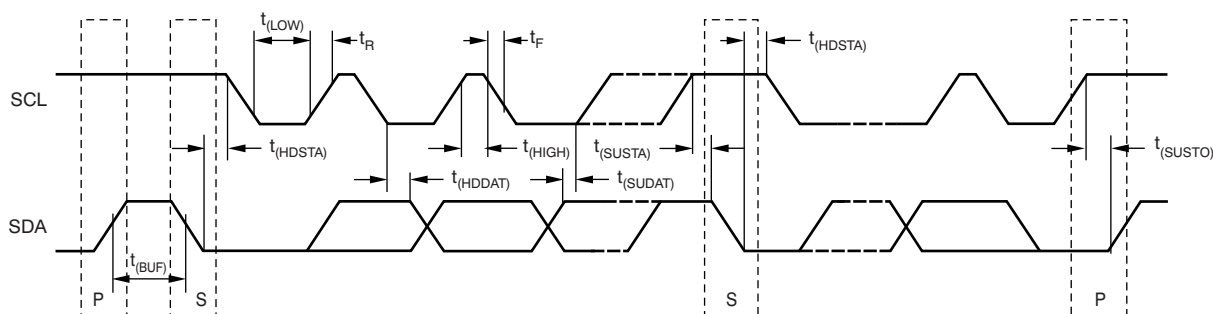 t(LOW)
tR
tF
t(HDSTA)
SCL
t(HDSTA)
t(HIGH)
t(SUSTA)
t(SUSTO)
t(HDDAT)
t(SUDAT)
SDA
t(BUF)
P
S
S
P